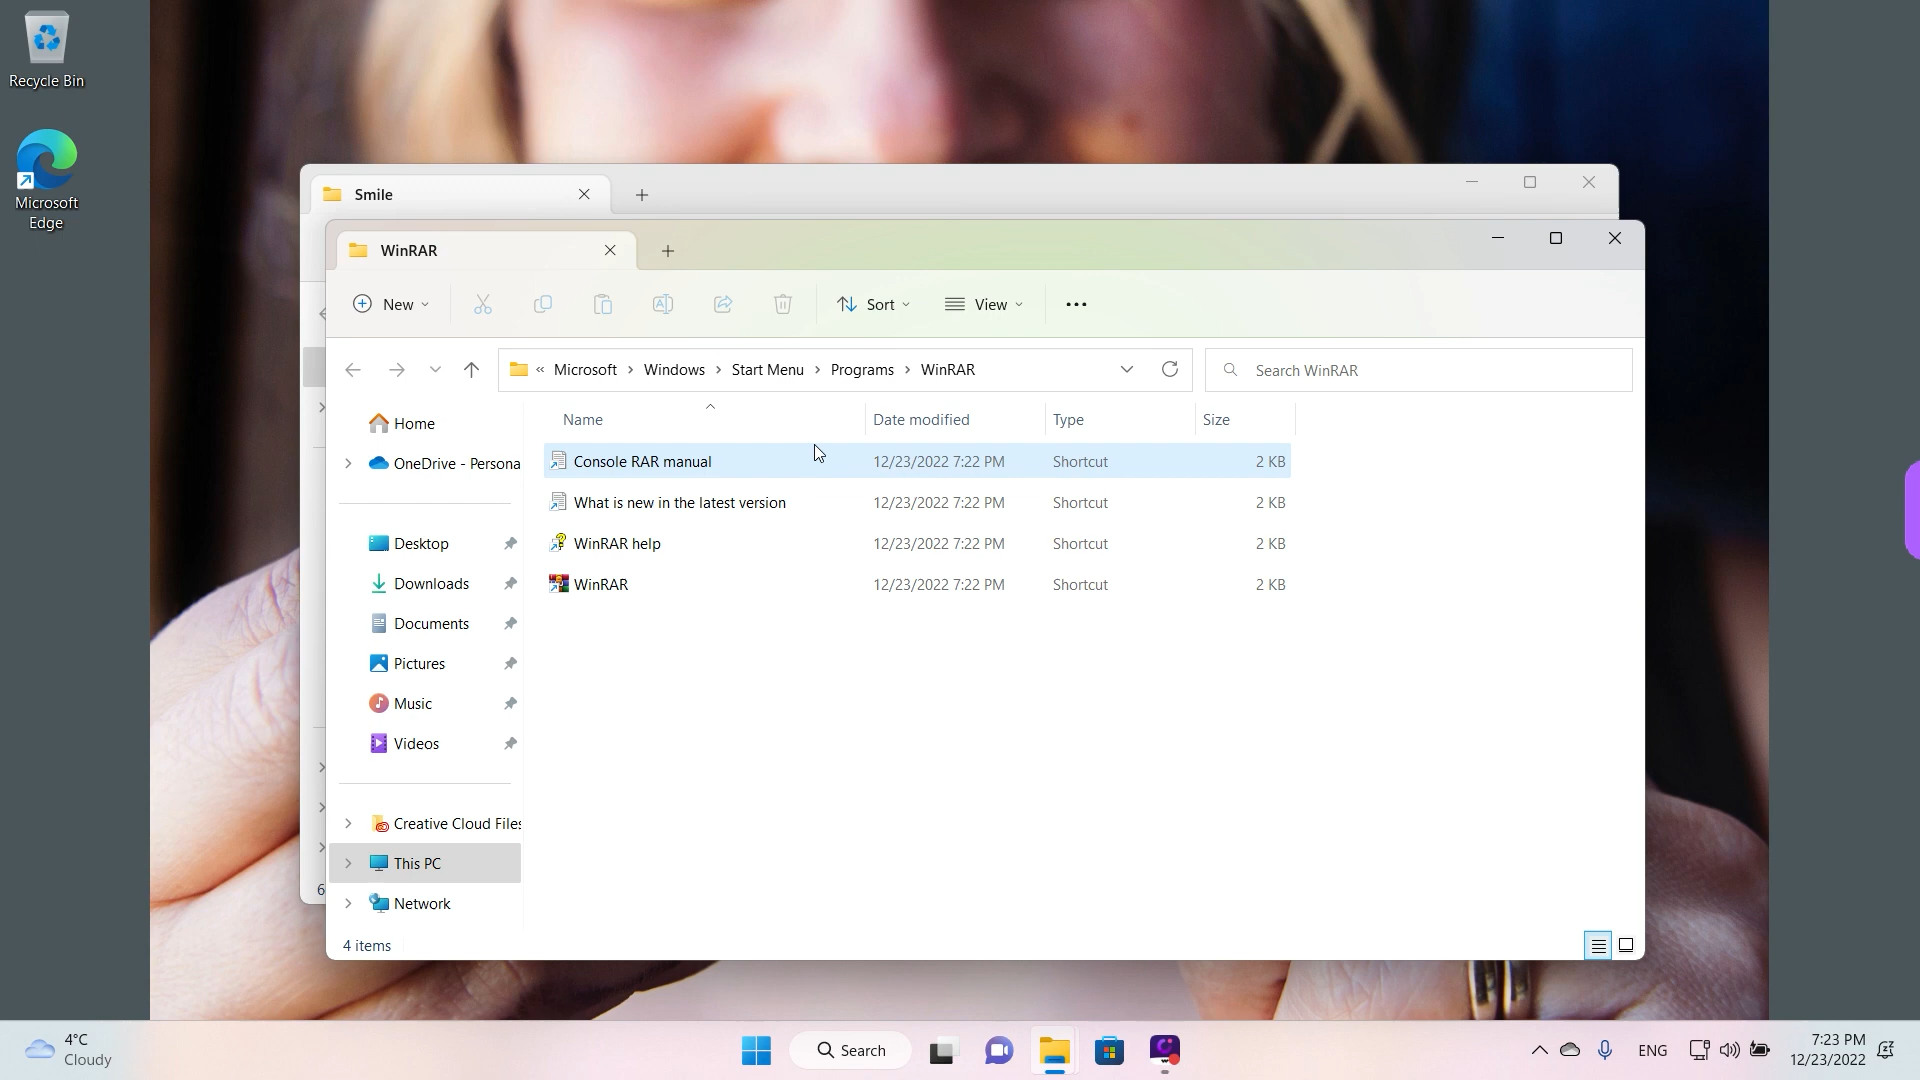 Recycle Bin
Microsoft
Edge
Smile
WinRAR
New
Sort
View
« Microsoft > Windows > Start Menu > Programs > WinRAR
Search WinRAR
Home
OneDrive - Persona
Desktop
Downloads
Documents
Pictures
Music
Videos
Creative Cloud Files
This PC
Network
Name Date modified Type Size
Console RAR manual 12/23/2022 7:22 PM Shortcut 2 KB
What is new in the latest version 12/23/2022 7:22 PM Shortcut 2 KB
WinRAR help 12/23/2022 7:22 PM Shortcut 2 KB
WinRAR 12/23/2022 7:22 PM Shortcut 2 KB
6
4 items
4°C
Cloudy
Search
ENG
7:23 PM
12/23/2022